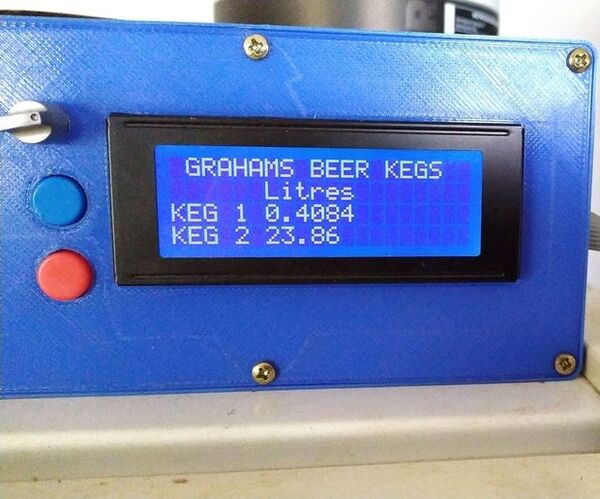 GRAHAMS BEER KEGS
Litres
KEG 1 0.4084
KEG 2 23.86